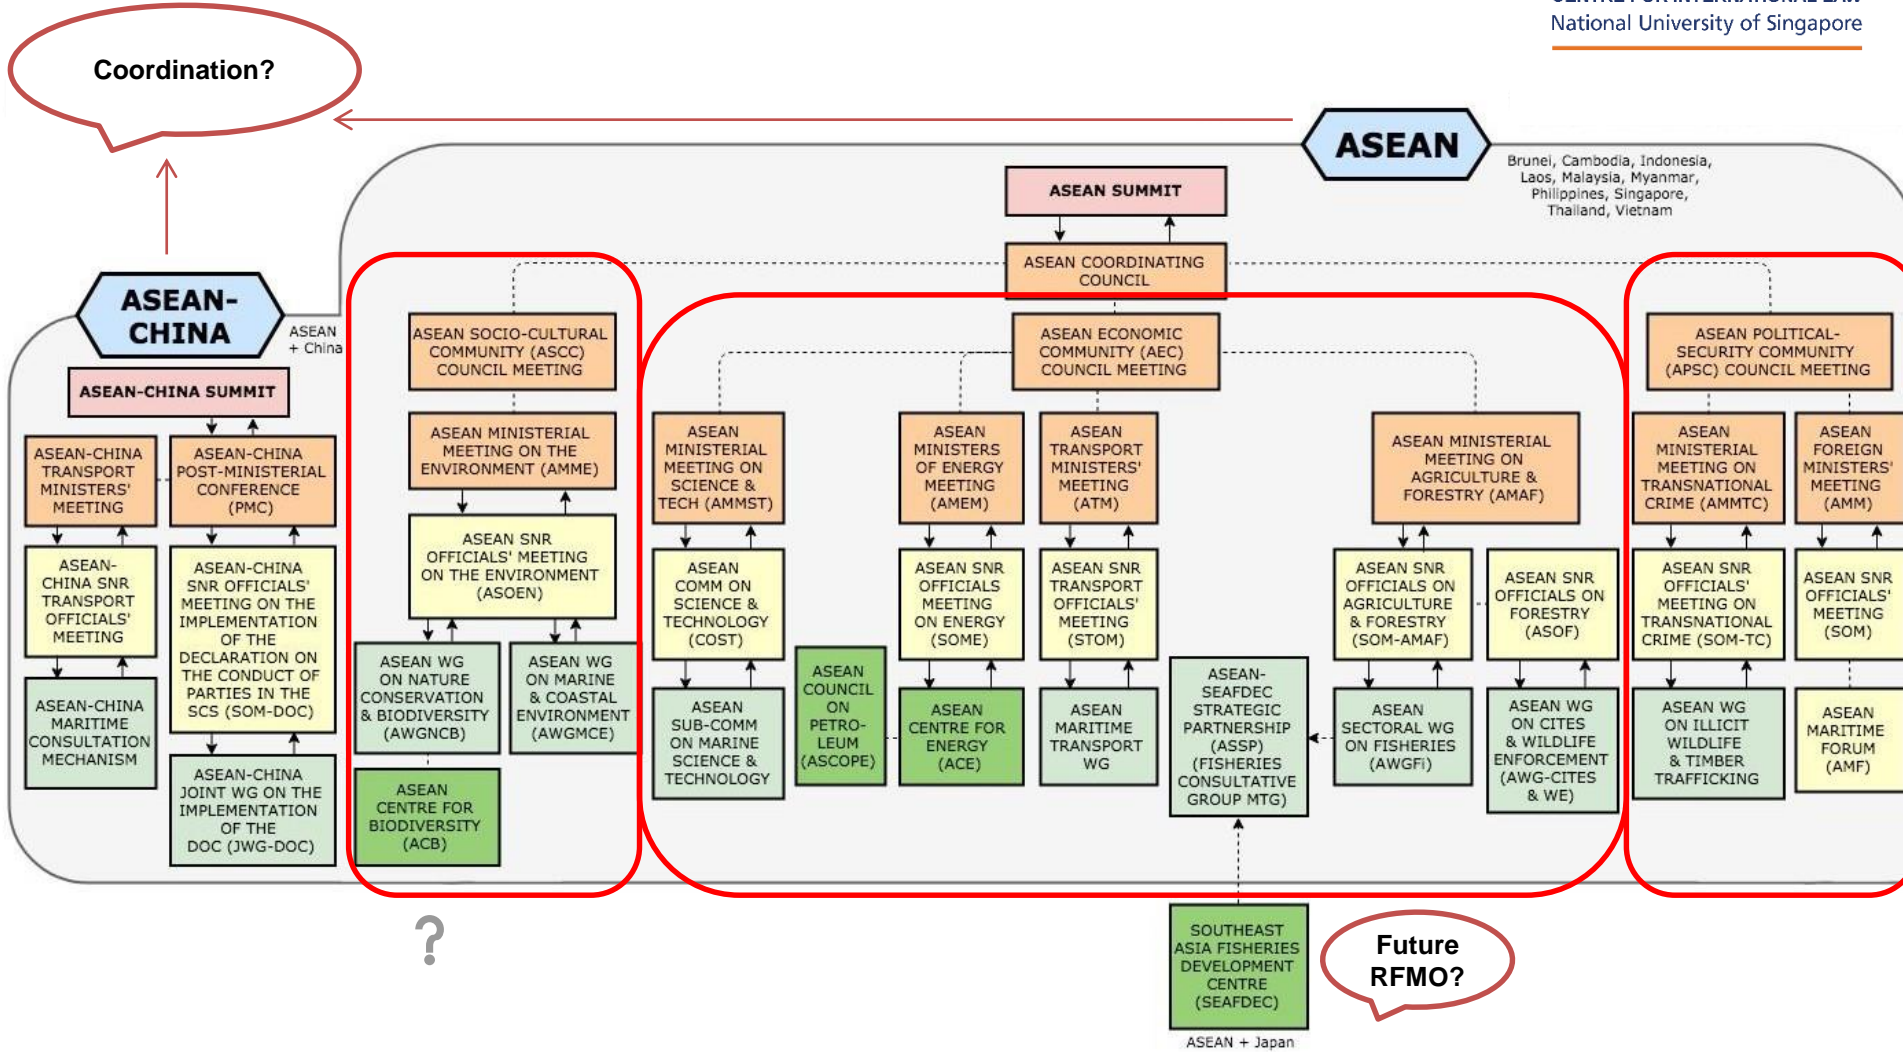 CENTRE FOR INTERNATIONAL LAW
National University of Singapore
Coordination?
ASEAN
Brunei, Cambodia, Indonesia,
Laos, Malaysia, Myanmar,
Philippines, Singapore,
Thailand, Vietnam
ASEAN SUMMIT
ASEAN COORDINATING
COUNCIL
ASEAN-
CHINA
ASEAN
+ China
ASEAN-CHINA SUMMIT
ASEAN-CHINA
TRANSPORT
MINISTERS'
MEETING
ASEAN-CHINA
POST-MINISTERIAL
CONFERENCE
(PMC)
ASEAN-
CHINA SNR
TRANSPORT
OFFICIALS'
MEETING
ASEAN-CHINA
SNR OFFICIALS'
MEETING ON THE
IMPLEMENTATION
OF THE
DECLARATION ON
THE CONDUCT OF
PARTIES IN THE
SCS (SOM-DOC)
ASEAN-CHINA
MARITIME
CONSULTATION
MECHANISM
ASEAN-CHINA
JOINT WG ON THE
IMPLEMENTATION
OF THE
DOC (JWG-DOC)
ASEAN SOCIO-CULTURAL
COMMUNITY (ASCC)
COUNCIL MEETING
ASEAN MINISTERIAL
MEETING ON THE
ENVIRONMENT (AMME)
ASEAN SNR
OFFICIALS' MEETING
ON THE ENVIRONMENT
(ASOEN)
ASEAN WG
ON NATURE
CONSERVATION
& BIODIVERSITY
(AWGNCB)
ASEAN WG
ON MARINE
& COASTAL
ENVIRONMENT
(AWGMCE)
ASEAN
CENTRE FOR
BIODIVERSITY
(ACB)
?
ASEAN ECONOMIC
COMMUNITY (AEC)
COUNCIL MEETING
ASEAN
MINISTERIAL
MEETING ON
SCIENCE &
TECH (AMMST)
ASEAN
MINISTERS
OF ENERGY
MEETING
(AMEM)
ASEAN
TRANSPORT
MINISTERS'
MEETING
(ATM)
ASEAN MINISTERIAL
MEETING ON
AGRICULTURE &
FORESTRY (AMAF)
ASEAN
COMM ON
SCIENCE &
TECHNOLOGY
(COST)
ASEAN SNR
OFFICIALS
MEETING
ON ENERGY
(SOME)
ASEAN SNR
TRANSPORT
OFFICIALS'
MEETING
(STOM)
ASEAN SNR
OFFICIALS ON
AGRICULTURE
& FORESTRY
(SOM-AMAF)
ASEAN SNR
OFFICIALS ON
FORESTRY
(ASOF)
ASEAN
SUB-COMM
ON MARINE
SCIENCE &
TECHNOLOGY
ASEAN
COUNCIL
ON
PETRO-
LEUM
(ASCOPE)
ASEAN
CENTRE FOR
ENERGY
(ACE)
ASEAN
MARITIME
TRANSPORT
WG
ASEAN-
SEAFDEC
STRATEGIC
PARTNERSHIP
(ASSP)
(FISHERIES
CONSULTATIVE
GROUP MTG)
ASEAN
SECTORAL WG
ON FISHERIES
(AWGFi)
ASEAN WG
ON CITES
& WILDLIFE
ENFORCEMENT
(AWG-CITES
& WE)
SOUTHEAST
ASIA FISHERIES
DEVELOPMENT
CENTRE
(SEAFDEC)
ASEAN + Japan
Future
RFMO?
ASEAN POLITICAL-
SECURITY COMMUNITY
(APSC) COUNCIL MEETING
ASEAN
MINISTERIAL
MEETING ON
TRANSNATIONAL
CRIME (AMMTC)
ASEAN
FOREIGN
MINISTERS'
MEETING
(AMM)
ASEAN SNR
OFFICIALS'
MEETING ON
TRANSNATIONAL
CRIME (SOM-TC)
ASEAN SNR
OFFICIALS'
MEETING
(SOM)
ASEAN WG
ON ILLICIT
WILDLIFE
& TIMBER
TRAFFICKING
ASEAN
MARITIME
FORUM
(AMF)